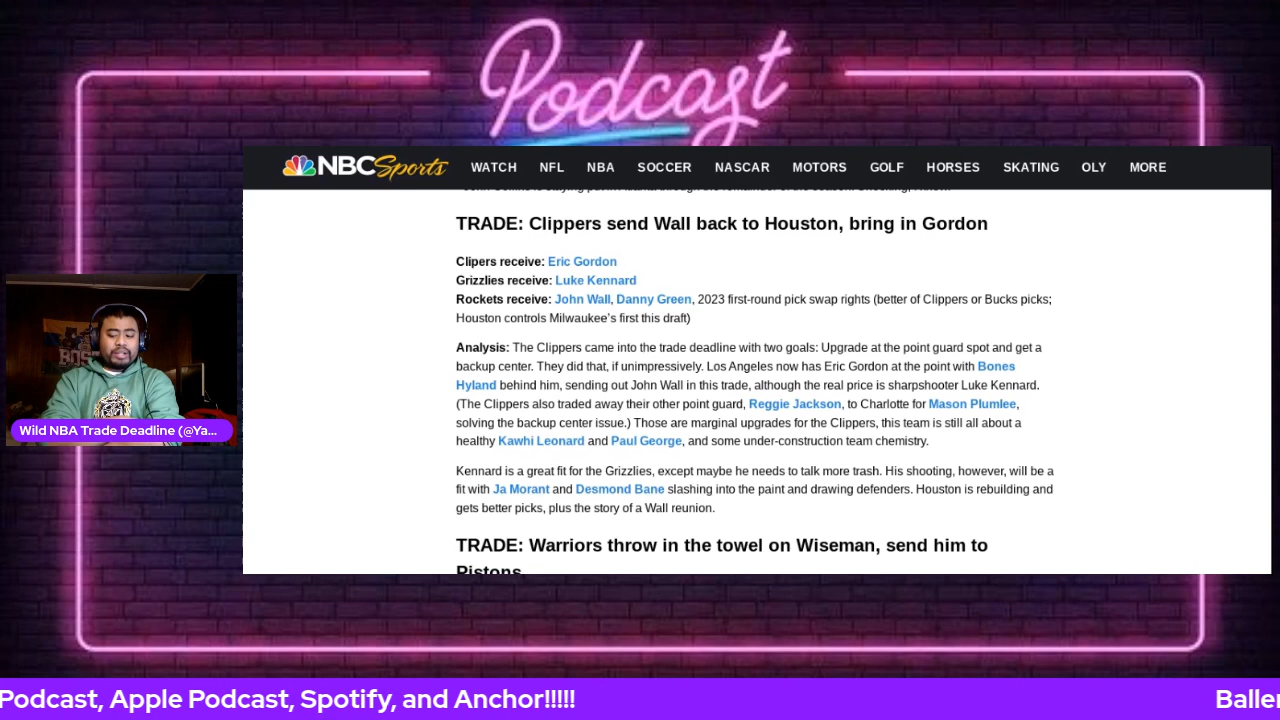 Podcast
NBC Sports WATCH NFL NBA SOCCER NASCAR MOTORS GOLF HORSES SKATING OLY MORE
TRADE: Clippers send Wall back to Houston, bring in Gordon
Clipers receive: Eric Gordon
Grizzlies receive: Luke Kennard
Rockets receive: John Wall, Danny Green, 2023 first-round pick swap rights (better of Clippers or Bucks picks;
Houston controls Milwaukee's first this draft)
Analysis: The Clippers came into the trade deadline with two goals: Upgrade at the point guard spot and get a
backup center. They did that, if unimpressively. Los Angeles now has Eric Gordon at the point with Bones
Hyland behind him, sending out John Wall in this trade, although the real price is sharpshooter Luke Kennard.
(The Clippers also traded away their other point guard, Reggie Jackson, to Charlotte for Mason Plumlee,
solving the backup center issue.) Those are marginal upgrades for the Clippers, this team is still all about a
healthy Kawhi Leonard and Paul George, and some under-construction team chemistry.
Kennard is a great fit for the Grizzlies, except maybe he needs to talk more trash. His shooting, however, will be a
fit with Ja Morant and Desmond Bane slashing into the paint and drawing defenders. Houston is rebuilding and
gets better picks, plus the story of a Wall reunion.
TRADE: Warriors throw in the towel on Wiseman, send him to
Pistons
Wild NBA Trade Deadline (@Ya...
Podcast, Apple Podcast, Spotify, and Anchor!!!!!
Baller